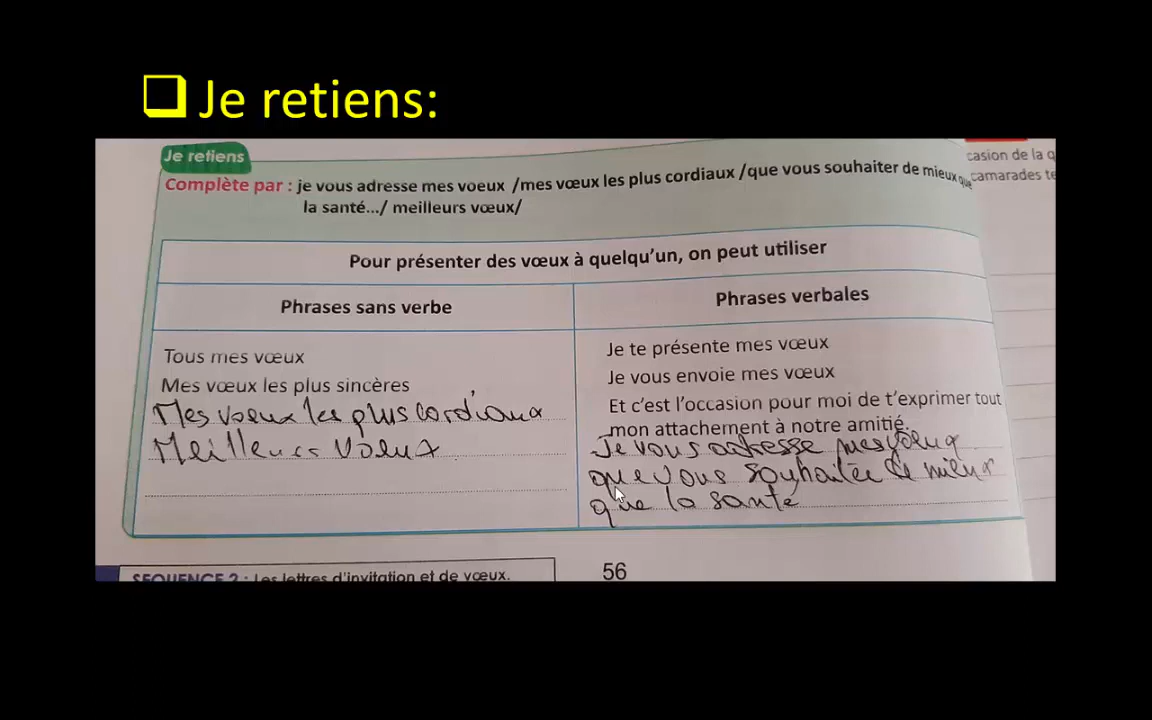 Je retiens:
Je retiens
casion de la q
Complète par : je vous adresse mes voeux /mes vœux les plus cordiaux /que vous souhaiter de mieux que
camarades te
la santé.../ meilleurs vœux/
Pour présenter des vœux à quelqu'un, on peut utiliser
Phrases sans verbe
Phrases verbales
Tous mes vœux
Mes vœux les plus sincères
Mes voeux les plus cordiaux
Meilleurs Voeux
Je te présente mes vœux
Je vous envoie mes vœux
Et c'est l'occasion pour moi de t'exprimer tout
mon attachement à notre amitié.
Je vous adresse mes voeux
que vous souhaiter de mieux
que la santé
SEQUENCE 2 : Les lettres d'invitation et de vœux.
56